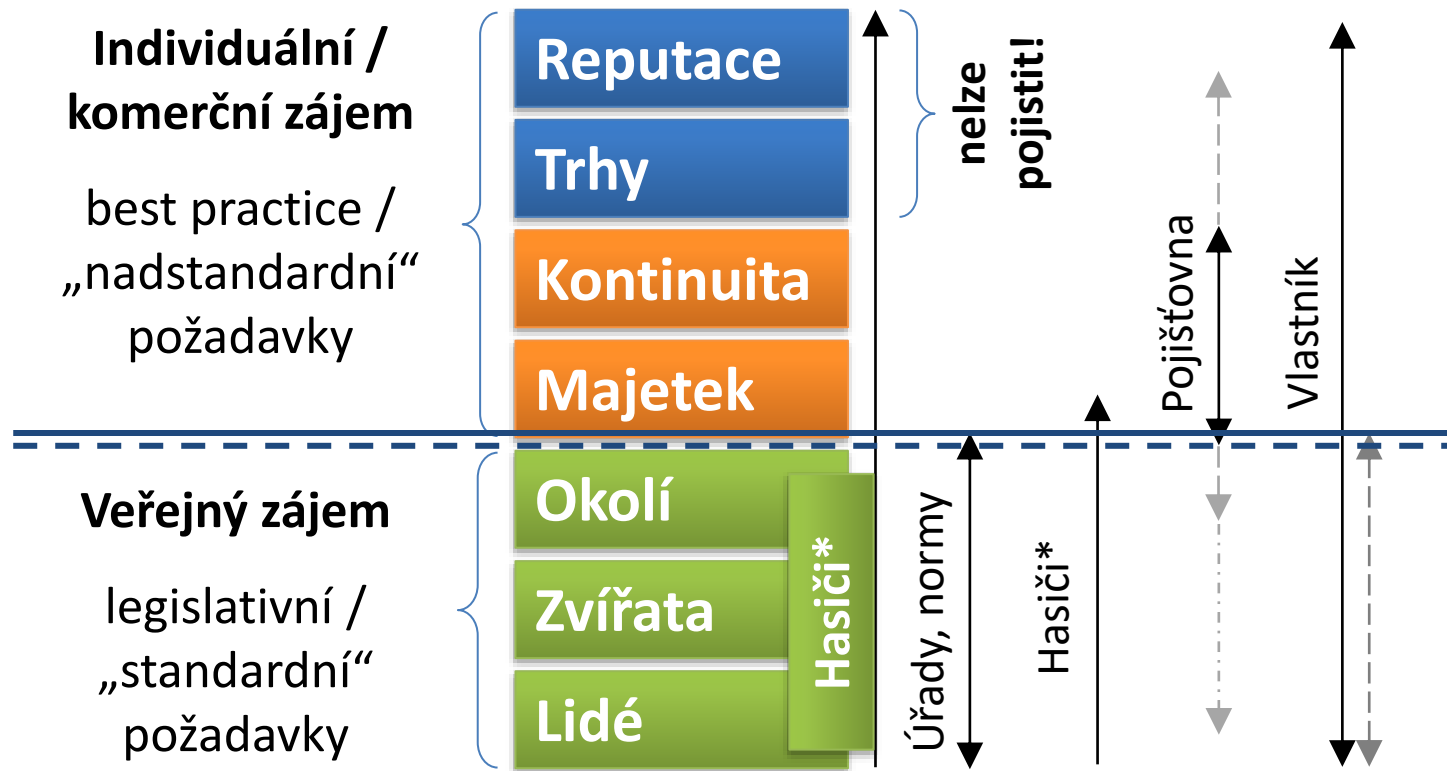 Individuální /
komerční zájem
best practice /
„nadstandardní“
požadavky
Veřejný zájem
legislativní /
„standardní“
požadavky
Reputace
Trhy
Kontinuita
Majetek
Okolí
Zvířata
Lidé
Hasiči*
nelze
pojistit!
Úřady, normy
Hasiči*
Pojišťovna
Vlastník